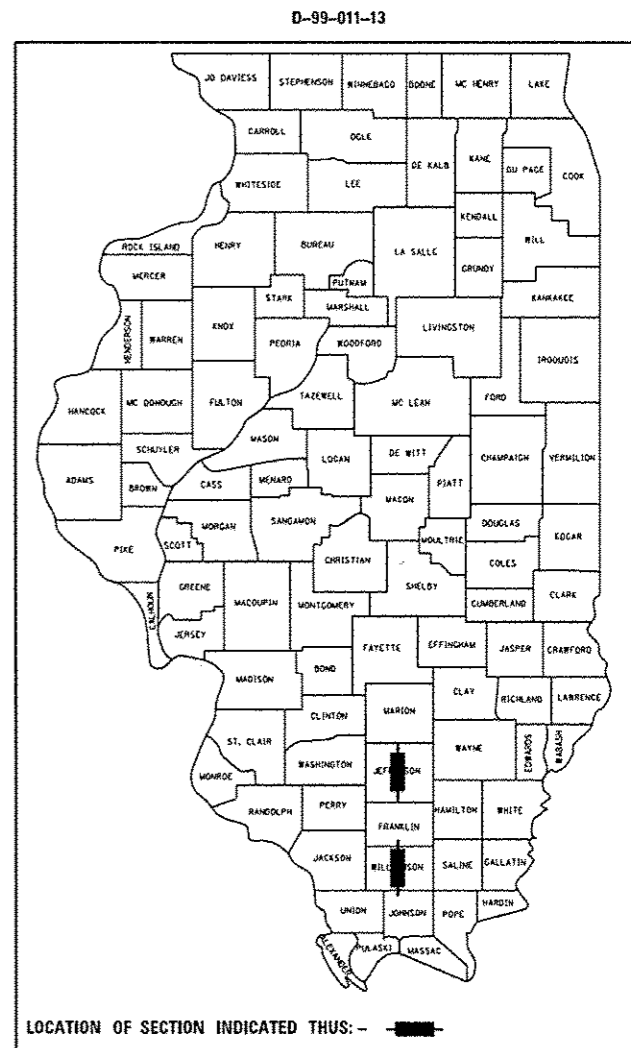 D-99-011-13
JO DAVIESS STEPHENSON WINNEBAGO BOONE MC HENRY LAKE
CARROLL OGLE DE KALB KANE DU PAGE COOK
WHITESIDE LEE KENDALL WILL
ROCK ISLAND HENRY BUREAU LA SALLE GRUNDY
MERCER STARK PUTNAM MARSHALL KANKAKEE
HENDERSON WARREN KNOX PEORIA WOODFORD LIVINGSTON IROQUOIS
HANCOCK MC DONOUGH FULTON TAZEWELL MC LEAN FORD
SCHUYLER MASON LOGAN DE WITT CHAMPAIGN VERMILION
ADAMS BROWN CASS MENARD MACON PIATT
PIKE SCOTT MORGAN SANGAMON CHRISTIAN MOULTRIE DOUGLAS EDGAR
COLES
CALHOUN GREENE MACOUPIN MONTGOMERY SHELBY CUMBERLAND CLARK
JERSEY FAYETTE EFFINGHAM JASPER CRAWFORD
MADISON BOND CLAY RICHLAND LAWRENCE
CLINTON MARION
ST. CLAIR WASHINGTON WAYNE EDWARDS WABASH
MONROE
RANDOLPH PERRY HAMILTON WHITE
FRANKLIN
JACKSON SALINE GALLATIN
UNION JOHNSON POPE HARDIN
ALEXANDER PULASKI MASSAC
LOCATION OF SECTION INDICATED THUS: -